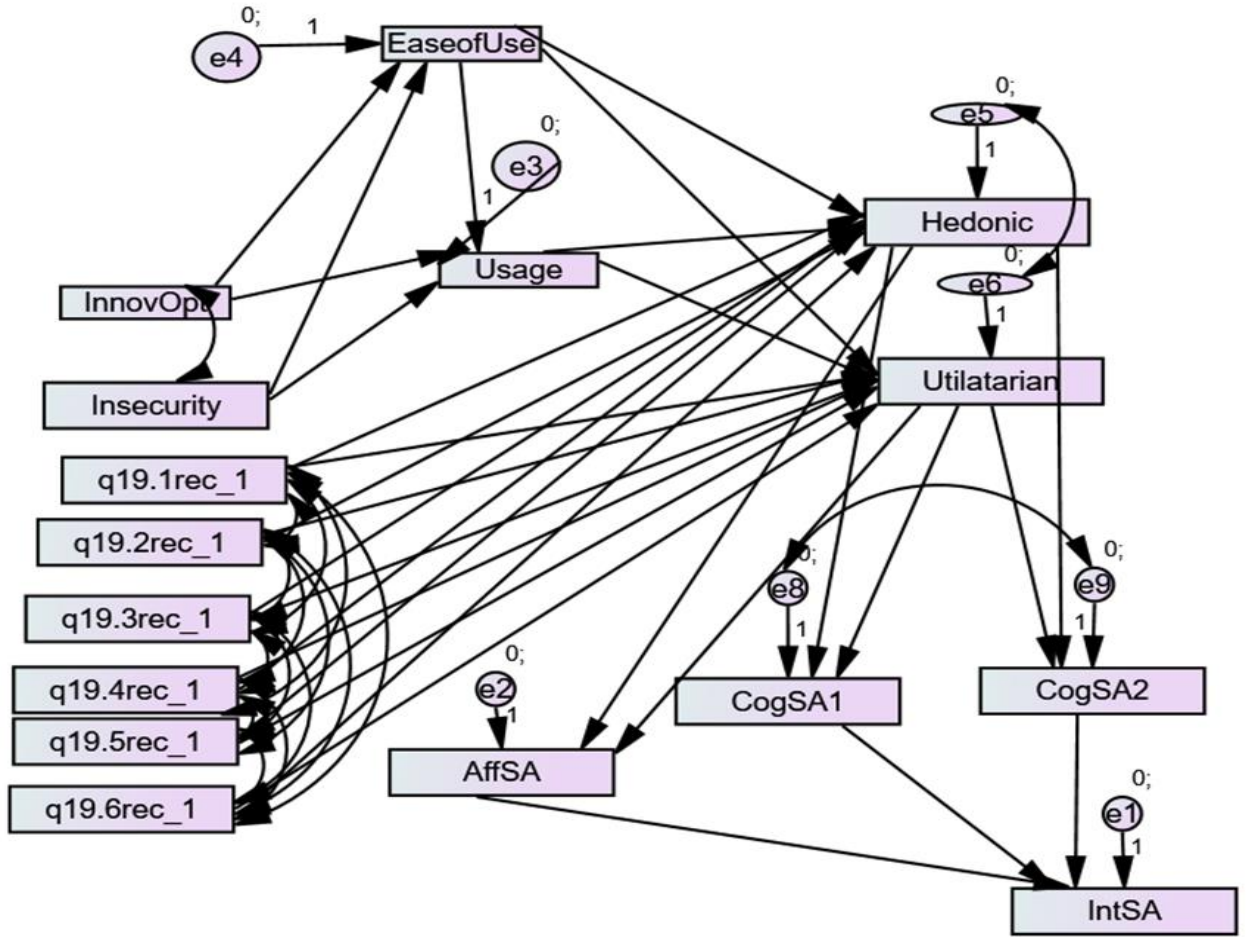 0;
1
e4
EaseofUse
0;
e3
1
Usage
0;
e5
1
Hedonic
0;
e6
1
Utilatarian
InnovOpt
Insecurity
q19.1rec_1
q19.2rec_1
q19.3rec_1
q19.4rec_1
q19.5rec_1
q19.6rec_1
0;
e8
1
0;
e9
1
CogSA1
CogSA2
0;
e2
1
AffSA
0;
e1
1
IntSA